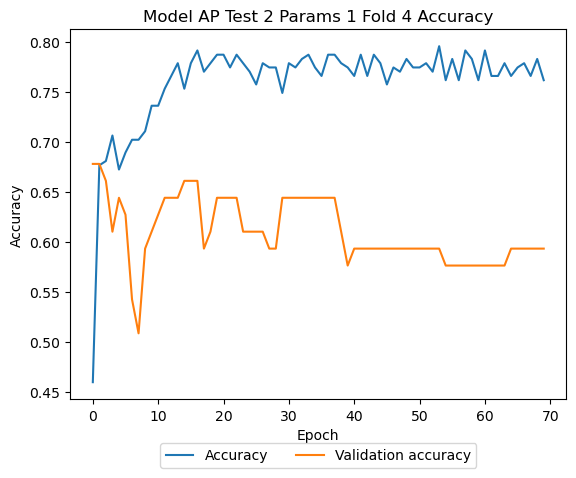 Model AP Test 2 Params 1 Fold 4 Accuracy
0.80
0.75
0.70
0.65
0.60
0.55
0.50
0.45
Accuracy
0 10 20 30 40 50 60 70
Epoch
Accuracy Validation accuracy